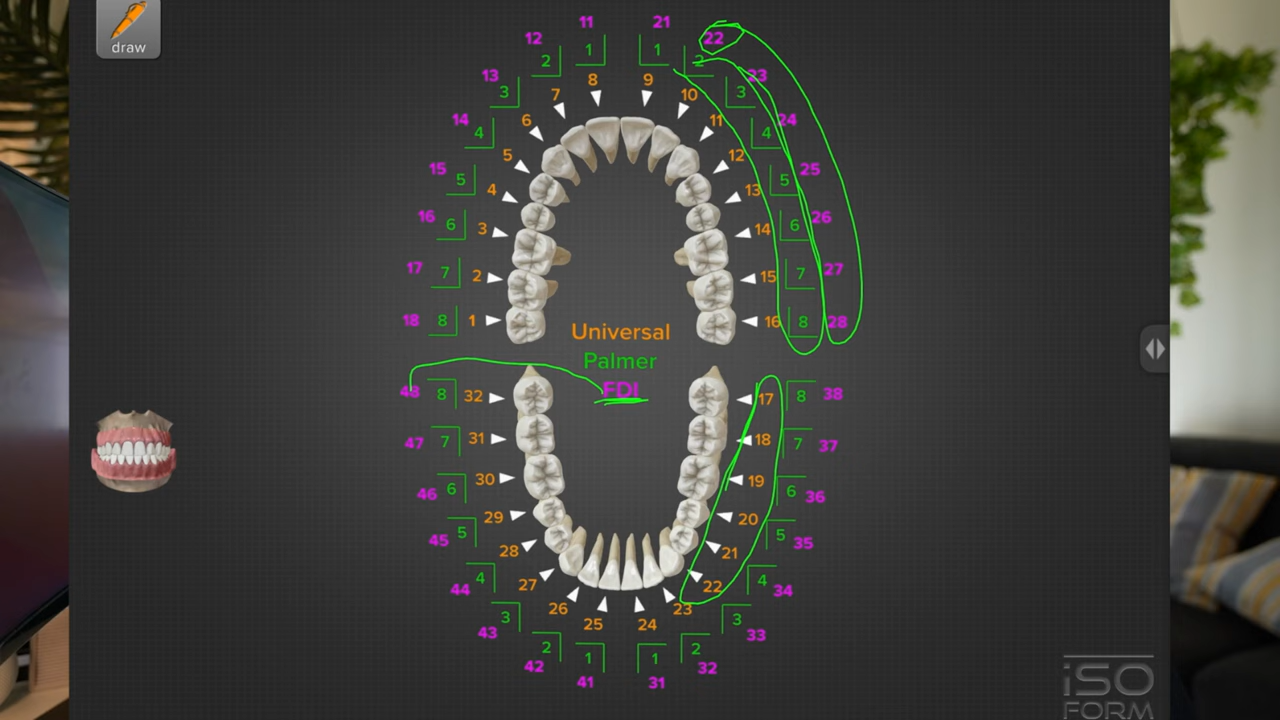 draw
11 21
12 1 1 22
2 2
13 8 9 23
3 7 10 3
14 6 11 24
4 4
15 5 12 25
5 4 13 5
16 6 3 14 6 26
17 7 2 15 7 27
18 8 1 16 8 28
Universal
Palmer
FDI
48 8 32 17 8 38
47 7 31 18 7 37
46 6 30 19 6 36
45 5 29 20 5 35
28 21
44 4 27 22 4 34
43 3 26 23 3 33
25 24
42 2 1 1 2 32
41 31
iSO
FORM